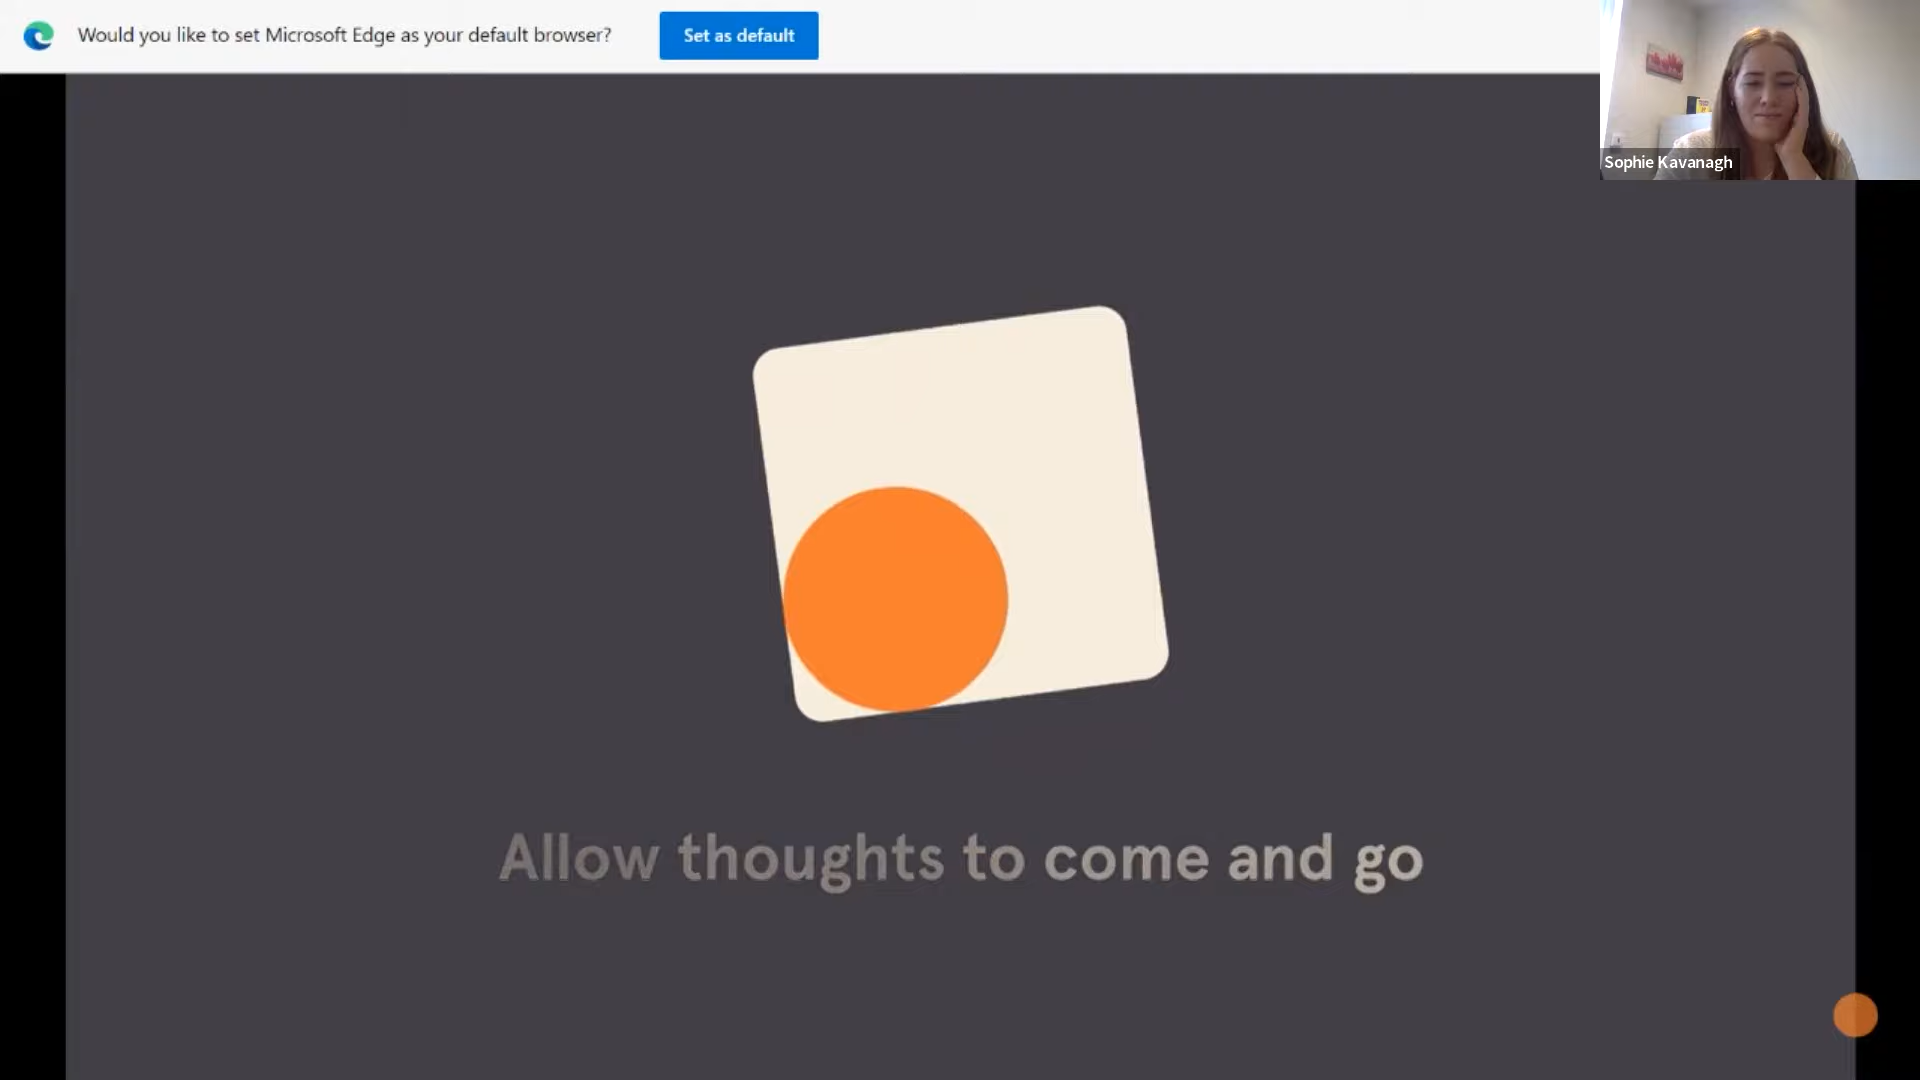 Would you like to set Microsoft Edge as your default browser?
Set as default
Sophie Kavanagh
Allow thoughts to come and go